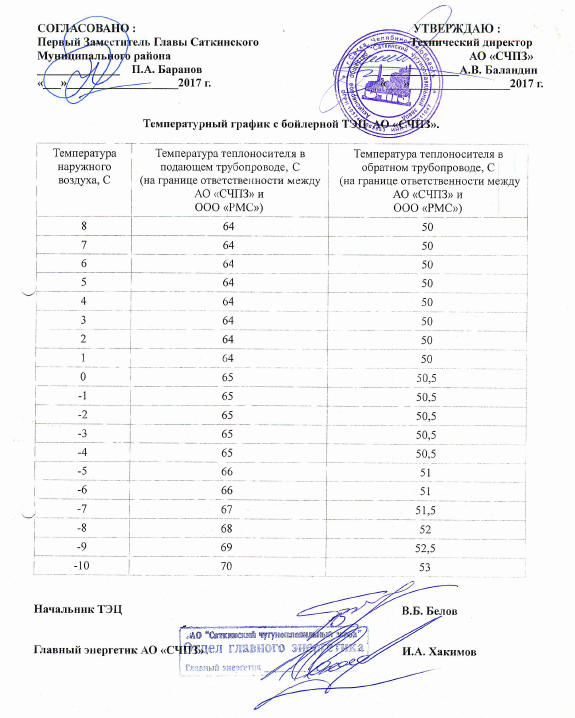 СОГЛАСОВАНО :
Первый Заместитель Главы Саткинского
Муниципального района
П.А. Баранов
«__»__________________2017 г.
УТВЕРЖДАЮ :
Технический директор
АО «СЧПЗ»
А.В. Баландин
2017 г.
Температурный график с бойлерной ТЭЦ АО «СЧПЗ».
Температура наружного воздуха, С
Температура теплоносителя в подающем трубопроводе, С (на границе ответственности между АО «СЧПЗ» и ООО «РМС»)
Температура теплоносителя в обратном трубопроводе, С (на границе ответственности между АО «СЧПЗ» и ООО «РМС»)
8 64 50
7 64 50
6 64 50
5 64 50
4 64 50
3 64 50
2 64 50
1 64 50
0 65 50,5
-1 65 50,5
-2 65 50,5
-3 65 50,5
-4 65 50,5
-5 66 51
-6 66 51
-7 67 51,5
-8 68 52
-9 69 52,5
-10 70 53
Начальник ТЭЦ В.Б. Белов
АО "Саткинский чугуноплавильный завод"
Отдел главного энергетика
Главный энергетик
Главный энергетик АО «СЧПЗ» И.А. Хакимов